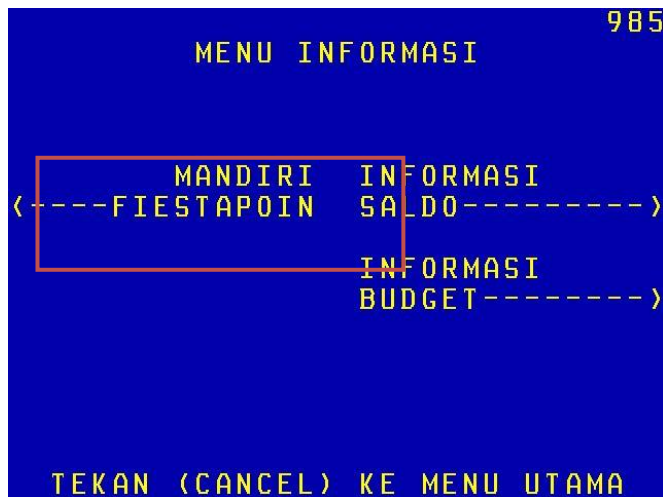 985
MENU INFORMASI
MANDIRI INFORMASI
<----FIESTAPOIN SALDO--------->
INFORMASI
BUDGET-------->
TEKAN (CANCEL) KE MENU UTAMA